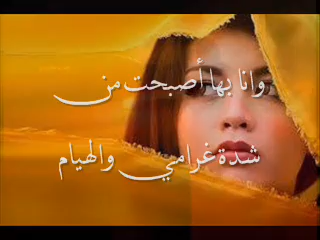 وانا بها أصبحت من
شدة غرامي والهيام